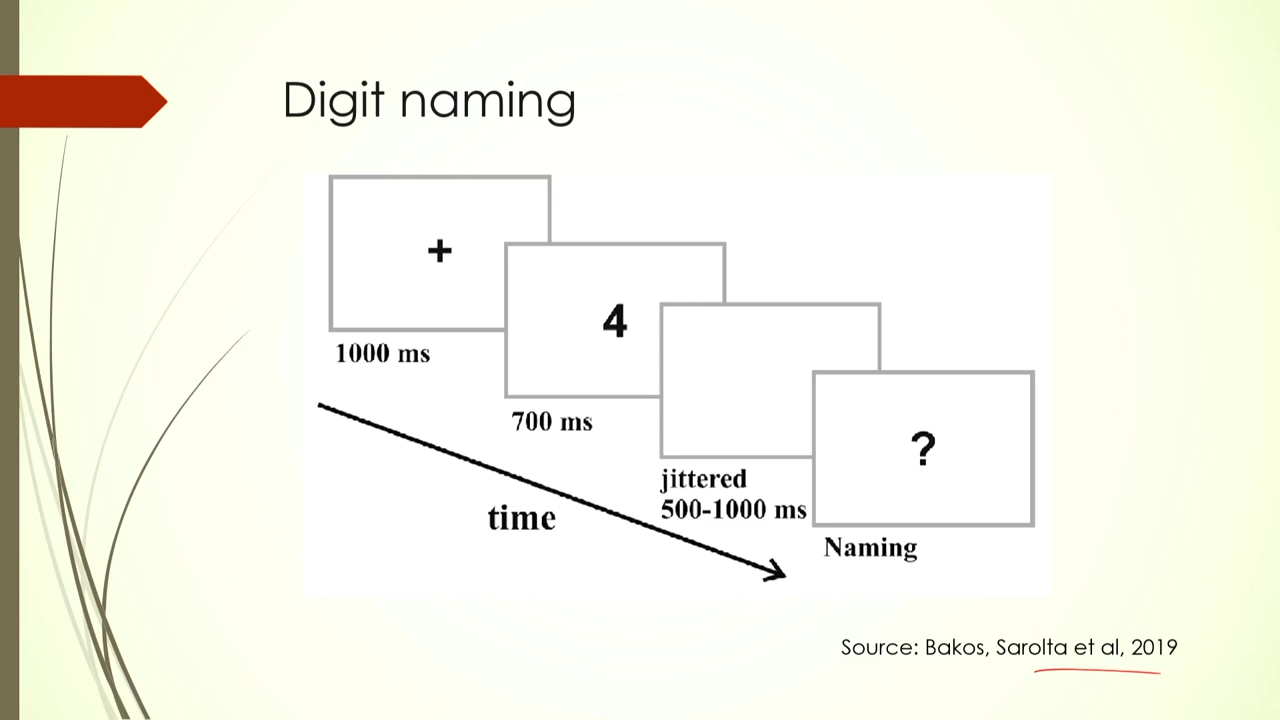 Digit naming
+
1000 ms
4
700 ms
jittered
500-1000 ms
?
Naming
time
Source: Bakos, Sarolta et al, 2019